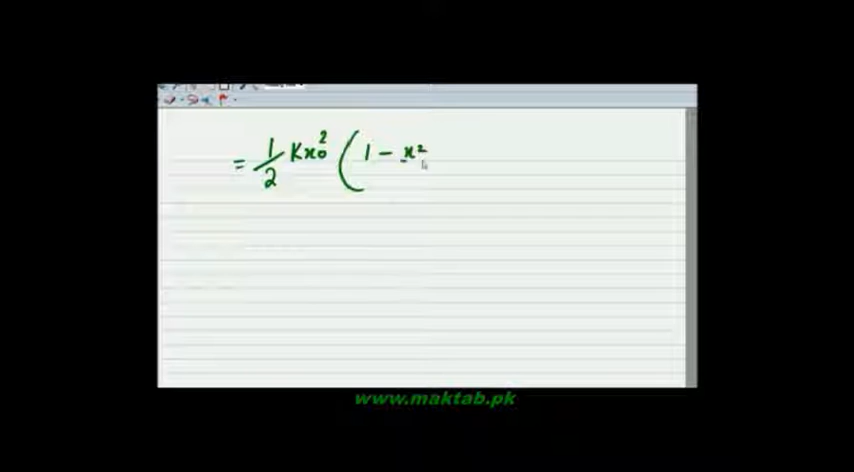 = 1/2 Kx₀² ( 1 - x²
www.maktab.pk